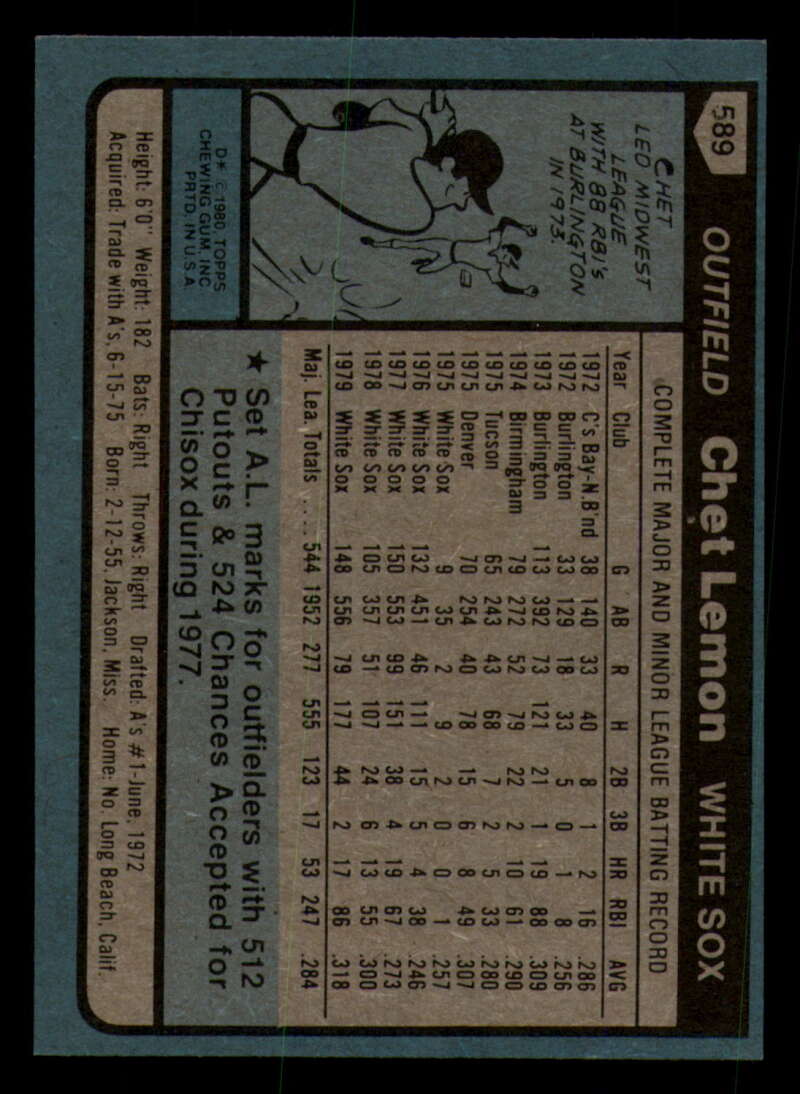 589 OUTFIELD Chet Lemon WHITE SOX
CHET
LED MIDWEST
LEAGUE
WITH 88 RBI's
AT BURLINGTON
IN 1973.
D* © 1980 TOPPS
CHEWING GUM, INC.
PRTD. IN U.S.A.
COMPLETE MAJOR AND MINOR LEAGUE BATTING RECORD
Year Club G AB R H 2B 3B HR RBI AVG
1972 C's Bay-N.B'nd 38 140 33 40 8 1 2 16 .286
1972 Burlington 33 129 18 33 5 0 1 8 .256
1973 Burlington 113 392 73 121 21 1 19 88 .309
1974 Birmingham 79 272 52 79 22 2 10 61 .290
1975 Tucson 65 243 43 68 7 2 5 33 .280
1975 Denver 70 254 40 78 15 6 8 49 .307
1975 White Sox 9 35 2 9 2 0 0 1 .257
1976 White Sox 132 451 46 111 15 5 4 38 .246
1977 White Sox 150 553 99 151 38 4 19 67 .273
1978 White Sox 105 357 51 107 24 6 13 55 .300
1979 White Sox 148 556 79 177 44 2 17 86 .318
Maj. Lea. Totals ..... 544 1952 277 555 123 17 53 247 .284
★ Set A.L. marks for outfielders with 512
Putouts & 524 Chances Accepted for
Chisox during 1977.
Height: 6'0" Weight: 182 Bats: Right Throws: Right Drafted: A's #1-June, 1972
Acquired: Trade with A's, 6-15-75 Born: 2-12-55, Jackson, Miss. Home: No. Long Beach, Calif.